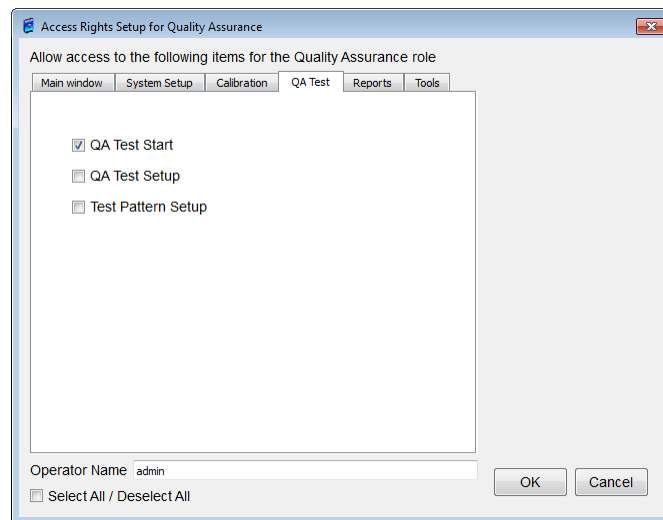 Access Rights Setup for Quality Assurance
Allow access to the following items for the Quality Assurance role
Main window System Setup Calibration QA Test Reports Tools
QA Test Start
QA Test Setup
Test Pattern Setup
Operator Name admin
Select All / Deselect All
OK Cancel